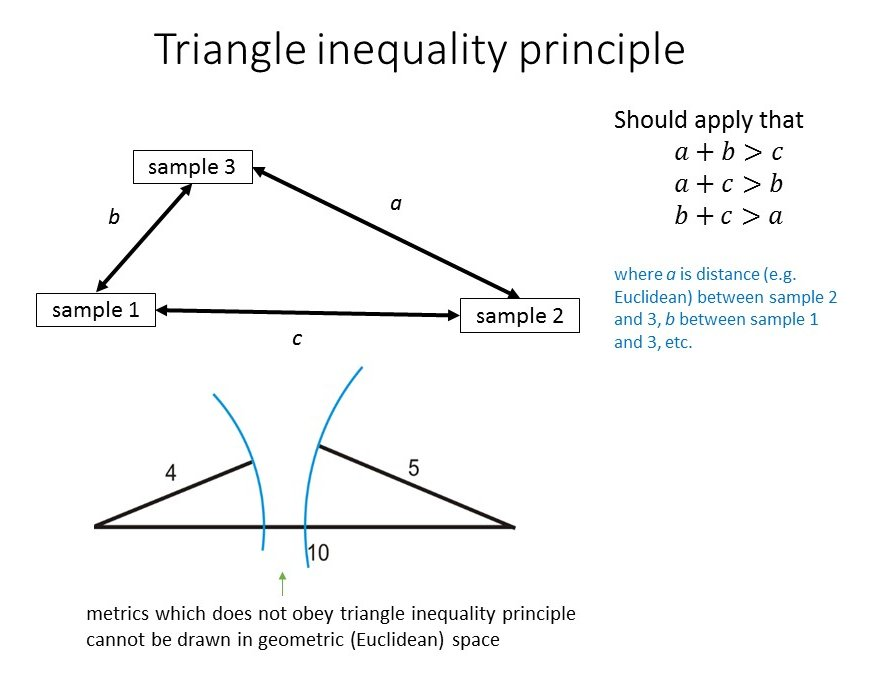 Triangle inequality principle
Should apply that
a + b > c
a + c > b
b + c > a
where a is distance (e.g.
Euclidean) between sample 2
and 3, b between sample 1
and 3, etc.
sample 3
b
a
sample 1
sample 2
c
4
5
10
metrics which does not obey triangle inequality principle
cannot be drawn in geometric (Euclidean) space